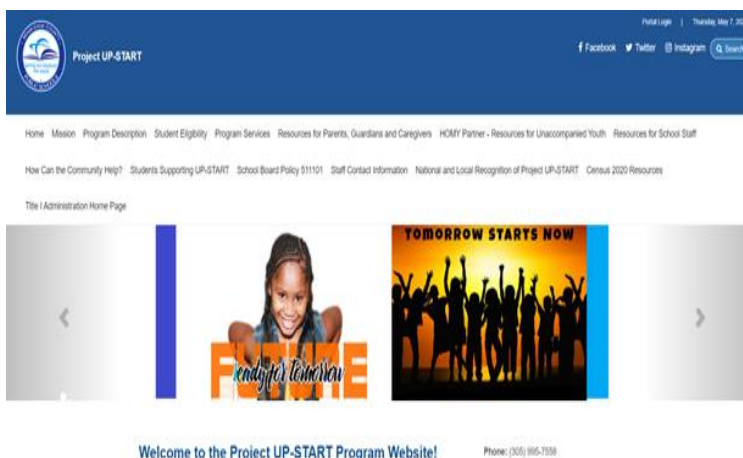 Portal Login | Thursday, May 7, 20
Project UP-START
Facebook Twitter Instagram Search
Home Mission Program Description Student Eligibility Program Services Resources for Parents, Guardians and Caregivers HOMY Partner - Resources for Unaccompanied Youth Resources for School Staff
How Can the Community Help? Students Supporting UP-START School Board Policy 5111.01 Staff Contact Information National and Local Recognition of Project UP-START Census 2020 Resources
Title I Administration Home Page
TOMORROW STARTS NOW
FUTURE
Ready for tomorrow
Welcome to the Project UP-START Program Website!
Phone: (305) 995-7558